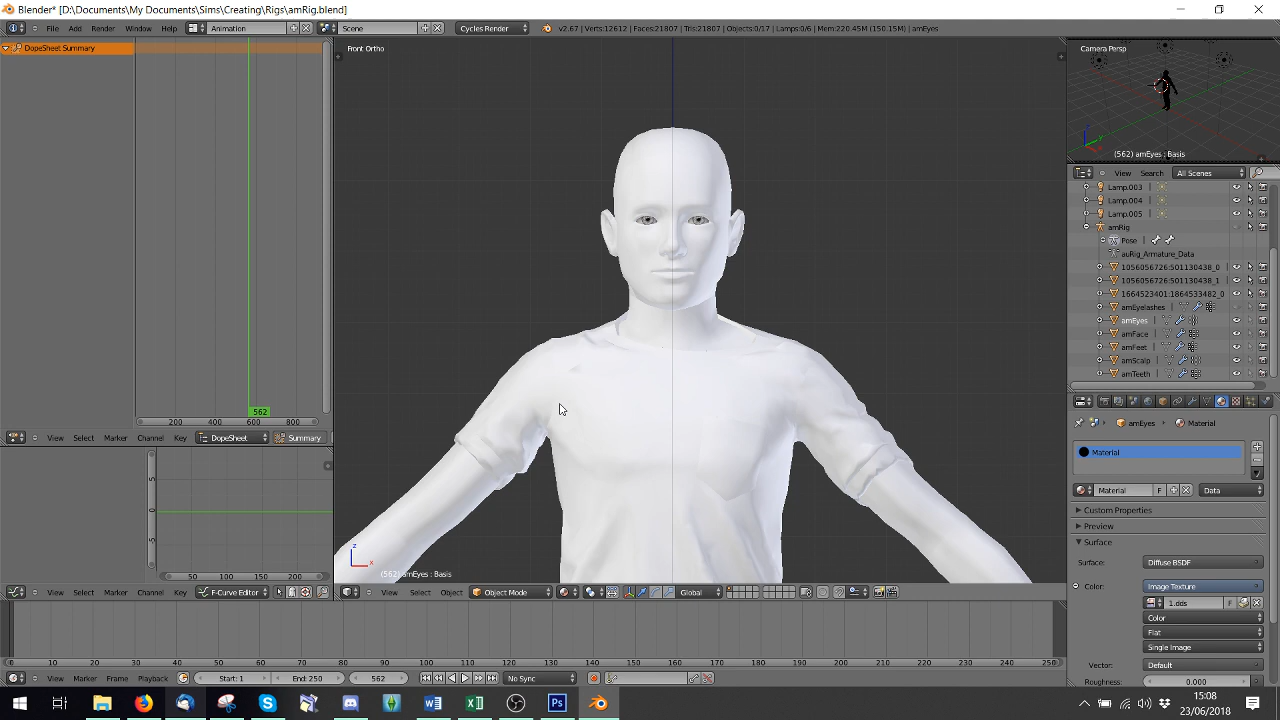 Blender* [D:\Documents\My Documents\Sims\Creating\Rigs\amRig.blend]
File Add Window Help Animation Scene Cycles Render v2.67 | Verts:12612 | Faces:21807 | Tris:21807 | Objects:0/17 | Lamps:0/6 | Mem:220.45M (150.15M) | amEyes
DopeSheet Summary
Front Ortho
Camera Persp
(562) amEyes : Basis
View Search All Scenes
Lamp.003
Lamp.004
Lamp.005
amRig
Pose
auRig_Armature_Data
1056056726:501130438_0
1056056726:501130438_1
1664523401:1864533482_0
amEyelashes
amEyes
amFace
amFeet
amScalp
amTeeth
562
200 400 600 800
View Select Marker Channel Key DopeSheet Summary
5
0
-5
50 100 150 200
View Select Marker Channel Key F-Curve Editor
z
x
(562) amEyes : Basis
View Select Object Object Mode Global
amEyes Material
Material
Material F Data
Custom Properties
Preview
Surface
Surface: Diffuse BSDF
Color: Image Texture
1.dds F
Color
Flat
Single Image
Vector: Default
Roughness: 0.000
0 10 20 30 40 50 60 70 80 90 100 110 120 130 140 150 160 170 180 190 200 210 220 230 240 250
View Marker Frame Playback Start: 1 End: 250 562 No Sync
15:08
23/06/2018